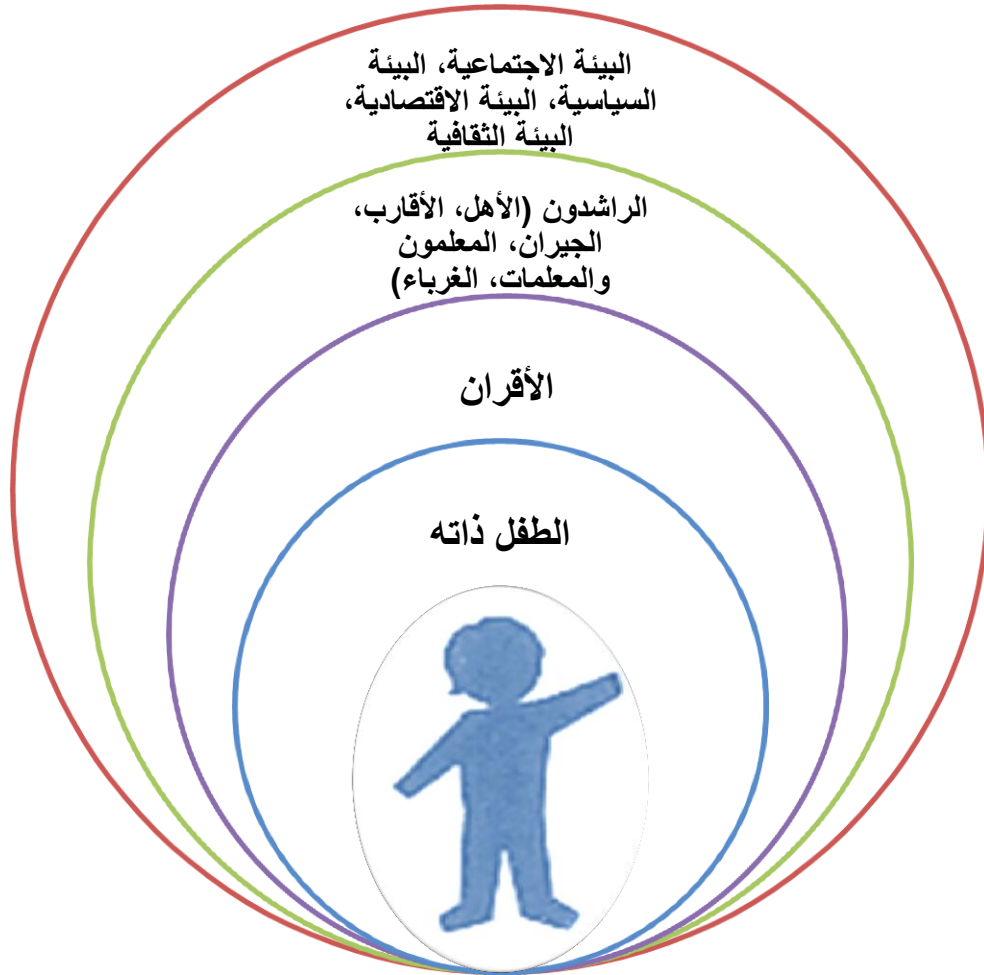 البيئة الاجتماعية، البيئة
السياسية، البيئة الاقتصادية،
البيئة الثقافية
الراشدون (الأهل، الأقارب،
الجيران، المعلمون
والمعلمات، الغرباء)
الأقران
الطفل ذاته